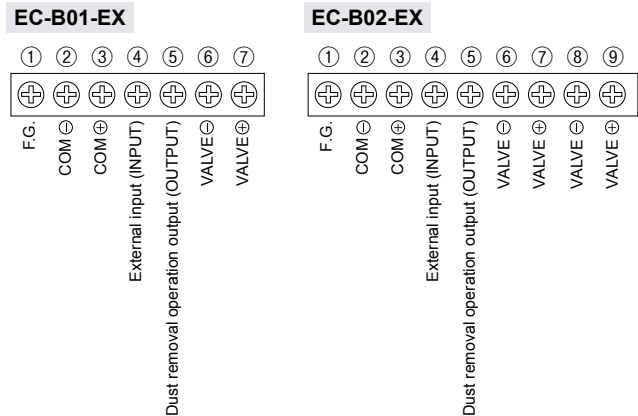 EC-B01-EX
① ② ③ ④ ⑤ ⑥ ⑦
F.G.
COM ⊖
COM ⊕
External input (INPUT)
Dust removal operation output (OUTPUT)
VALVE ⊖
VALVE ⊕
EC-B02-EX
① ② ③ ④ ⑤ ⑥ ⑦ ⑧ ⑨
F.G.
COM ⊖
COM ⊕
External input (INPUT)
Dust removal operation output (OUTPUT)
VALVE ⊖
VALVE ⊕
VALVE ⊖
VALVE ⊕